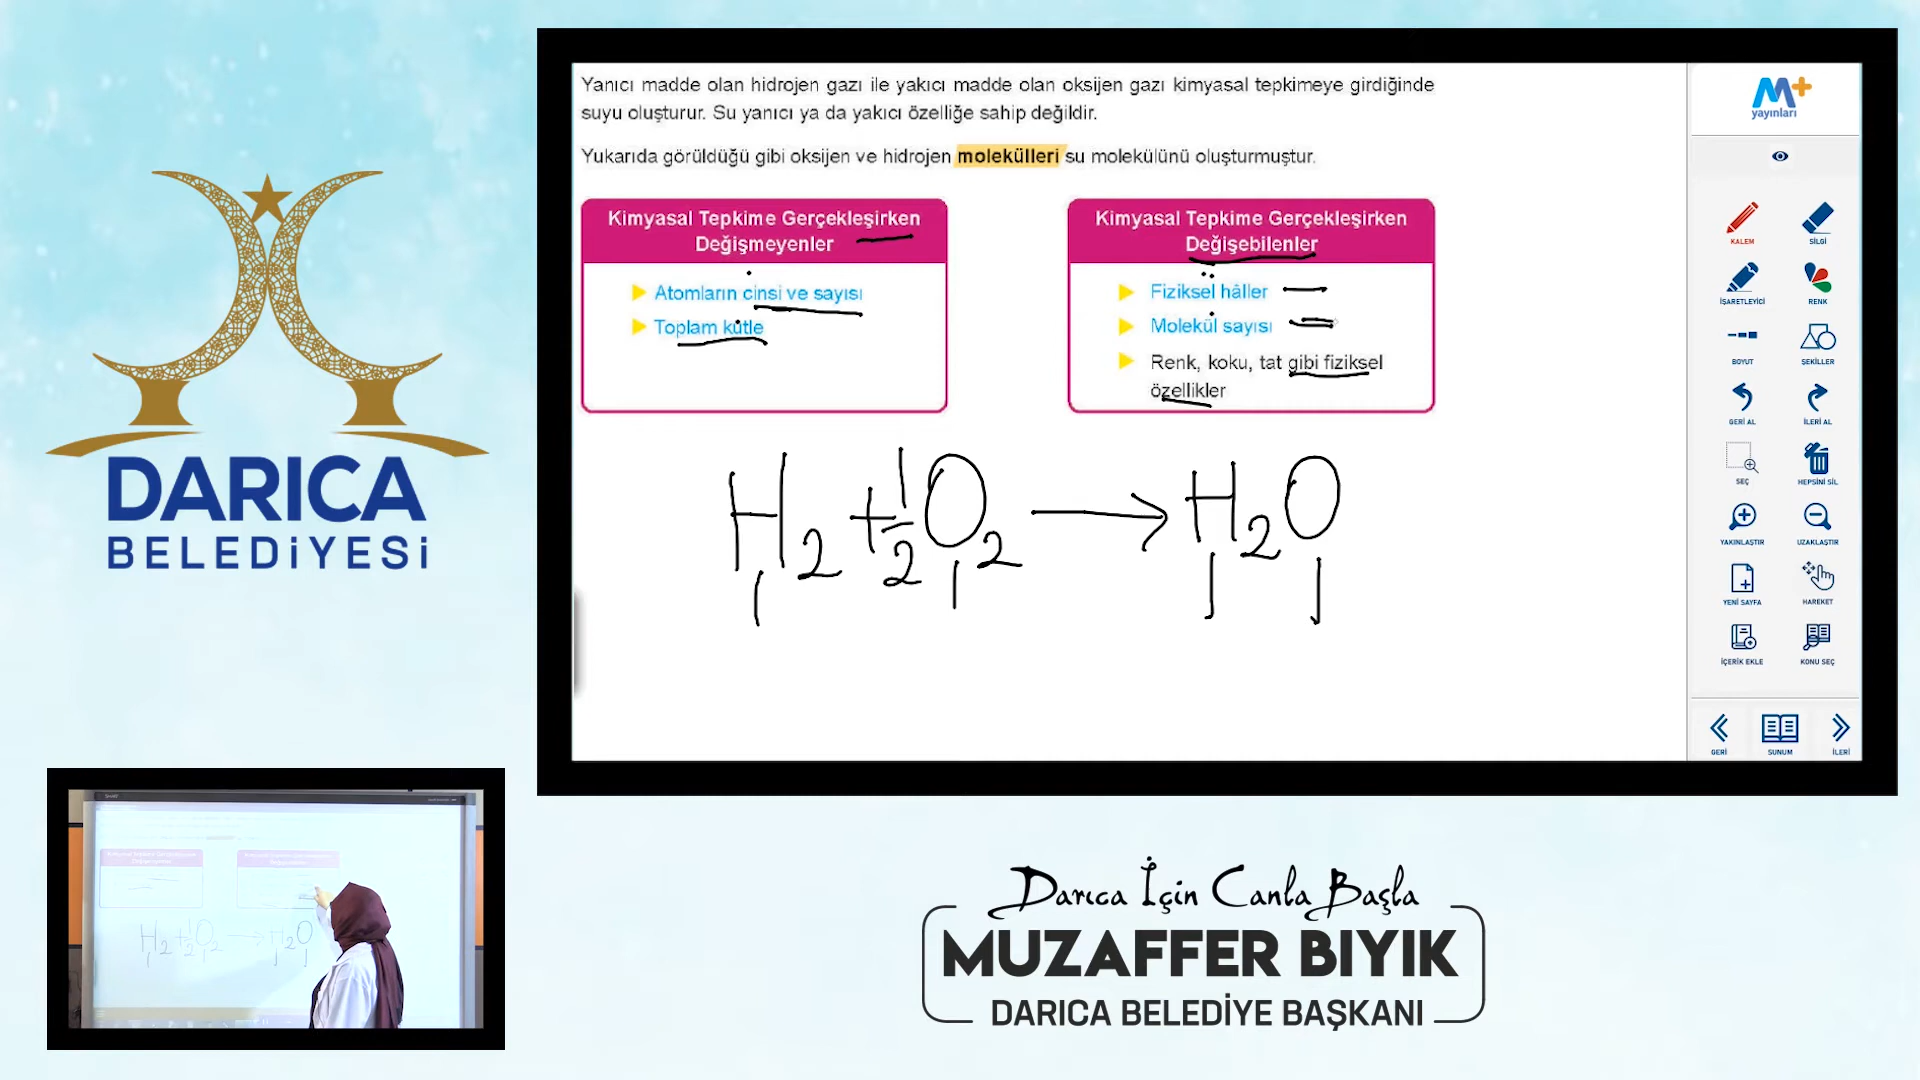 Yanıcı madde olan hidrojen gazı ile yakıcı madde olan oksijen gazı kimyasal tepkimeye girdiğinde
suyu oluşturur. Su yanıcı ya da yakıcı özelliğe sahip değildir.
Yukarıda görüldüğü gibi oksijen ve hidrojen molekülleri su molekülünü oluşturmuştur.
Kimyasal Tepkime Gerçekleşirken
Değişmeyenler
Atomların cinsi ve sayısı
Toplam kütle
Kimyasal Tepkime Gerçekleşirken
Değişebilenler
Fiziksel hâller
Molekül sayısı
Renk, koku, tat gibi fiziksel
özellikler
H2 + 1/2 O2 → H2O
M+
yayınları
KALEM
SİLGİ
İŞARETLEYİCİ
RENK
BOYUT
ŞEKİLLER
GERİ AL
İLERİ AL
SEÇ
HEPSİNİ SİL
YAKINLAŞTIR
UZAKLAŞTIR
YENİ SAYFA
HAREKET
İÇERİK EKLE
KONU SEÇ
GERİ
SUNUM
İLERİ
DARICA
BELEDİYESİ
Darıca İçin Canla Başla
MUZAFFER BIYIK
DARICA BELEDİYE BAŞKANI